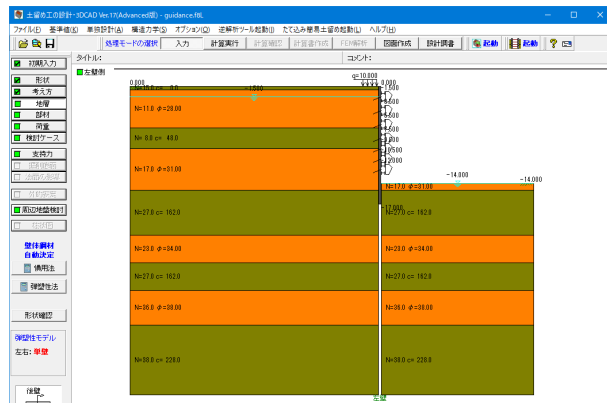 土留め工の設計・3DCAD Ver.17(Advanced版) - guidance.f8L
ファイル(F) 基準値(K) 単独設計(A) 構造力学(S) オプション(O) 逆解析ツール起動(I) たて込み簡易土留め起動(L) ヘルプ(H)
処理モードの選択 入力 計算実行 計算確認 計算書作成 FEM解析 図面作成 設計調書 起動 起動
初期入力
タイトル: コメント:
形状
考え方
地層
部材
荷重
検討ケース
支持力
周辺地盤検討
壁体鋼材
自動決定
慣用法
弾塑性法
形状確認
弾塑性モデル
左右: 単壁
後壁
左壁側
q=10.000
0.000
0.000
-1.500
-1.500
N=11.0 φ=28.00
N= 8.0 c= 48.0
N=17.0 φ=31.00
-14.000
-14.000
N=17.0 φ=31.00
-17.000
N=27.0 c= 162.0
N=27.0 c= 162.0
N=23.0 φ=34.00
N=23.0 φ=34.00
N=27.0 c= 162.0
N=27.0 c= 162.0
N=36.0 φ=38.00
N=36.0 φ=38.00
N=38.0 c= 228.0
N=38.0 c= 228.0
左壁